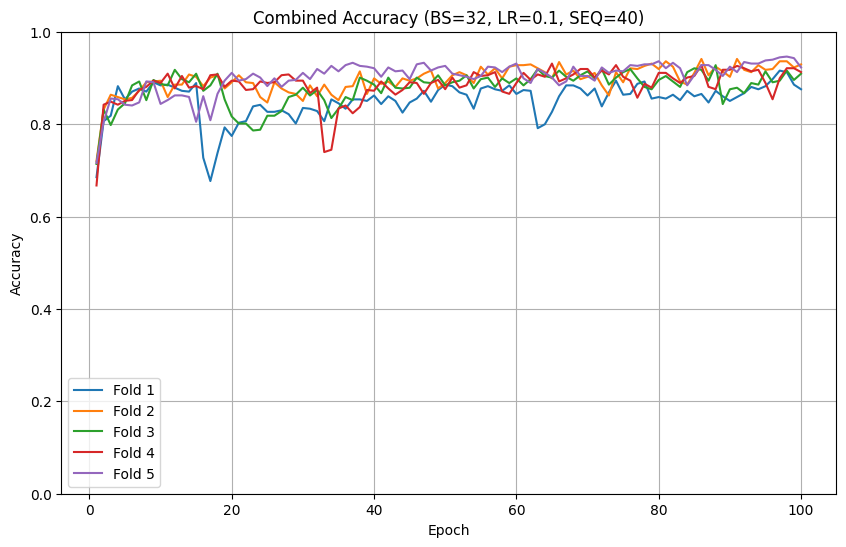 Combined Accuracy (BS=32, LR=0.1, SEQ=40)
1.0
0.8
0.6
0.4
0.2
0.0
Accuracy
Fold 1
Fold 2
Fold 3
Fold 4
Fold 5
0 20 40 60 80 100
Epoch